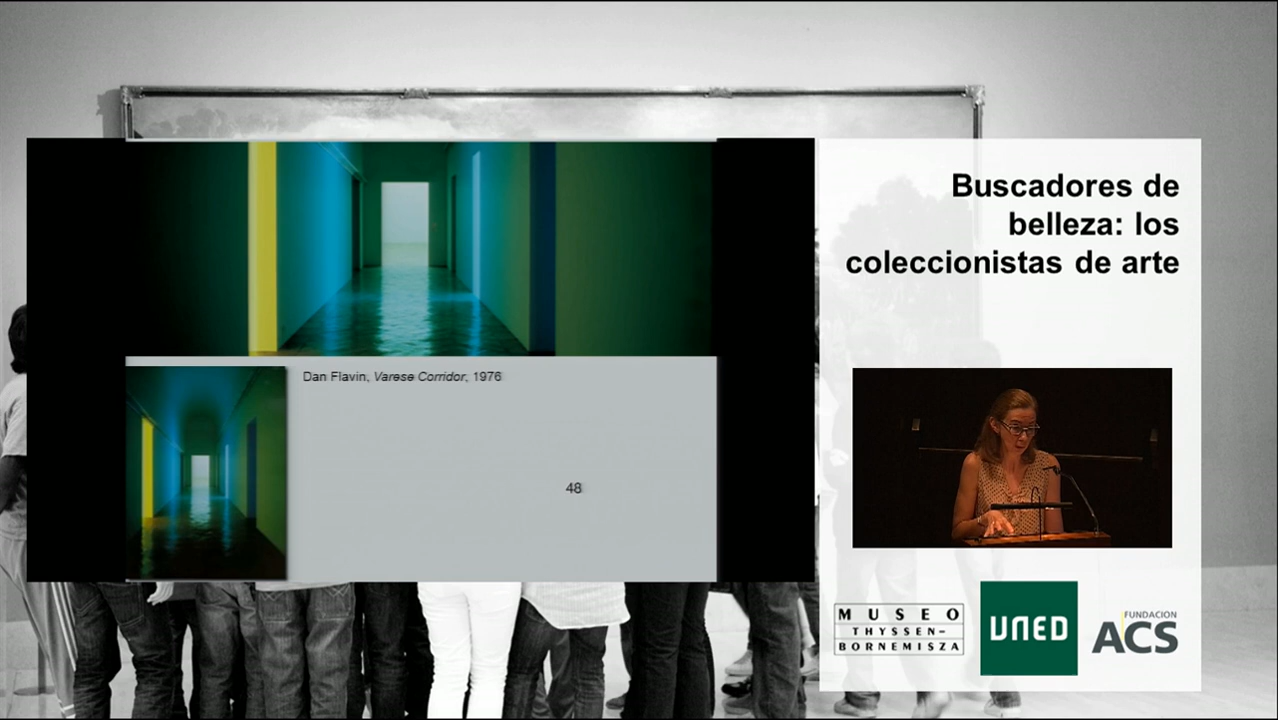 Buscadores de
belleza: los
coleccionistas de arte
Dan Flavin, Varese Corridor, 1976
48
MUSEO
THYSSEN-
BORNEMISZA
UNED
FUNDACION
ACS